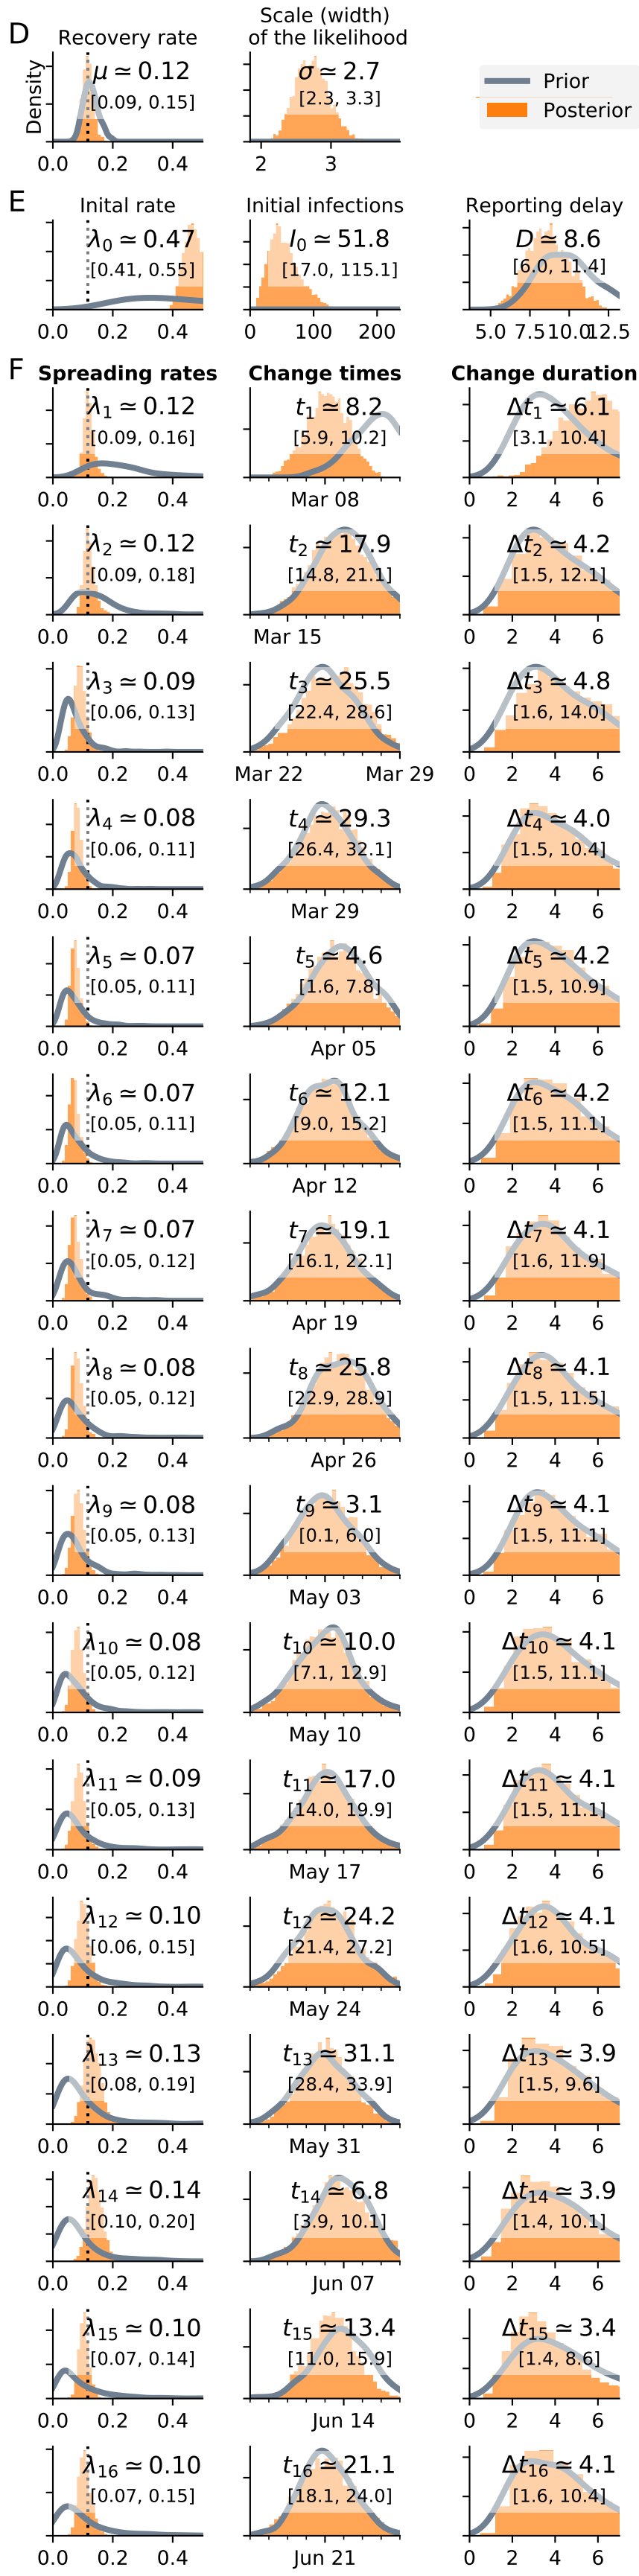 D
Recovery rate
Scale (width)
of the likelihood
Density
μ ≃ 0.12
[0.09, 0.15]
σ ≃ 2.7
[2.3, 3.3]
Prior
Posterior
0.0 0.2 0.4
2 3
E
Inital rate
Initial infections
Reporting delay
λ0 ≃ 0.47
[0.41, 0.55]
I0 ≃ 51.8
[17.0, 115.1]
D ≃ 8.6
[6.0, 11.4]
0.0 0.2 0.4
0 100 200
5.0 7.5 10.0 12.5
F
Spreading rates
Change times
Change duration
λ1 ≃ 0.12
[0.09, 0.16]
t1 ≃ 8.2
[5.9, 10.2]
Δt1 ≃ 6.1
[3.1, 10.4]
0.0 0.2 0.4
Mar 08
0 2 4 6
λ2 ≃ 0.12
[0.09, 0.18]
t2 ≃ 17.9
[14.8, 21.1]
Δt2 ≃ 4.2
[1.5, 12.1]
0.0 0.2 0.4
Mar 15
0 2 4 6
λ3 ≃ 0.09
[0.06, 0.13]
t3 ≃ 25.5
[22.4, 28.6]
Δt3 ≃ 4.8
[1.6, 14.0]
0.0 0.2 0.4
Mar 22 Mar 29
0 2 4 6
λ4 ≃ 0.08
[0.06, 0.11]
t4 ≃ 29.3
[26.4, 32.1]
Δt4 ≃ 4.0
[1.5, 10.4]
0.0 0.2 0.4
Mar 29
0 2 4 6
λ5 ≃ 0.07
[0.05, 0.11]
t5 ≃ 4.6
[1.6, 7.8]
Δt5 ≃ 4.2
[1.5, 10.9]
0.0 0.2 0.4
Apr 05
0 2 4 6
λ6 ≃ 0.07
[0.05, 0.11]
t6 ≃ 12.1
[9.0, 15.2]
Δt6 ≃ 4.2
[1.5, 11.1]
0.0 0.2 0.4
Apr 12
0 2 4 6
λ7 ≃ 0.07
[0.05, 0.12]
t7 ≃ 19.1
[16.1, 22.1]
Δt7 ≃ 4.1
[1.6, 11.9]
0.0 0.2 0.4
Apr 19
0 2 4 6
λ8 ≃ 0.08
[0.05, 0.12]
t8 ≃ 25.8
[22.9, 28.9]
Δt8 ≃ 4.1
[1.5, 11.5]
0.0 0.2 0.4
Apr 26
0 2 4 6
λ9 ≃ 0.08
[0.05, 0.13]
t9 ≃ 3.1
[0.1, 6.0]
Δt9 ≃ 4.1
[1.5, 11.1]
0.0 0.2 0.4
May 03
0 2 4 6
λ10 ≃ 0.08
[0.05, 0.12]
t10 ≃ 10.0
[7.1, 12.9]
Δt10 ≃ 4.1
[1.5, 11.1]
0.0 0.2 0.4
May 10
0 2 4 6
λ11 ≃ 0.09
[0.05, 0.13]
t11 ≃ 17.0
[14.0, 19.9]
Δt11 ≃ 4.1
[1.5, 11.1]
0.0 0.2 0.4
May 17
0 2 4 6
λ12 ≃ 0.10
[0.06, 0.15]
t12 ≃ 24.2
[21.4, 27.2]
Δt12 ≃ 4.1
[1.6, 10.5]
0.0 0.2 0.4
May 24
0 2 4 6
λ13 ≃ 0.13
[0.08, 0.19]
t13 ≃ 31.1
[28.4, 33.9]
Δt13 ≃ 3.9
[1.5, 9.6]
0.0 0.2 0.4
May 31
0 2 4 6
λ14 ≃ 0.14
[0.10, 0.20]
t14 ≃ 6.8
[3.9, 10.1]
Δt14 ≃ 3.9
[1.4, 10.1]
0.0 0.2 0.4
Jun 07
0 2 4 6
λ15 ≃ 0.10
[0.07, 0.14]
t15 ≃ 13.4
[11.0, 15.9]
Δt15 ≃ 3.4
[1.4, 8.6]
0.0 0.2 0.4
Jun 14
0 2 4 6
λ16 ≃ 0.10
[0.07, 0.15]
t16 ≃ 21.1
[18.1, 24.0]
Δt16 ≃ 4.1
[1.6, 10.4]
0.0 0.2 0.4
Jun 21
0 2 4 6